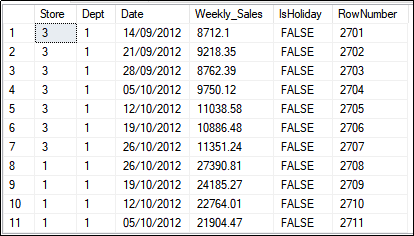 Store Dept Date Weekly_Sales IsHoliday RowNumber
1 3 1 14/09/2012 8712.1 FALSE 2701
2 3 1 21/09/2012 9218.35 FALSE 2702
3 3 1 28/09/2012 8762.39 FALSE 2703
4 3 1 05/10/2012 9750.12 FALSE 2704
5 3 1 12/10/2012 11038.58 FALSE 2705
6 3 1 19/10/2012 10886.48 FALSE 2706
7 3 1 26/10/2012 11351.24 FALSE 2707
8 1 1 26/10/2012 27390.81 FALSE 2708
9 1 1 19/10/2012 24185.27 FALSE 2709
10 1 1 12/10/2012 22764.01 FALSE 2710
11 1 1 05/10/2012 21904.47 FALSE 2711